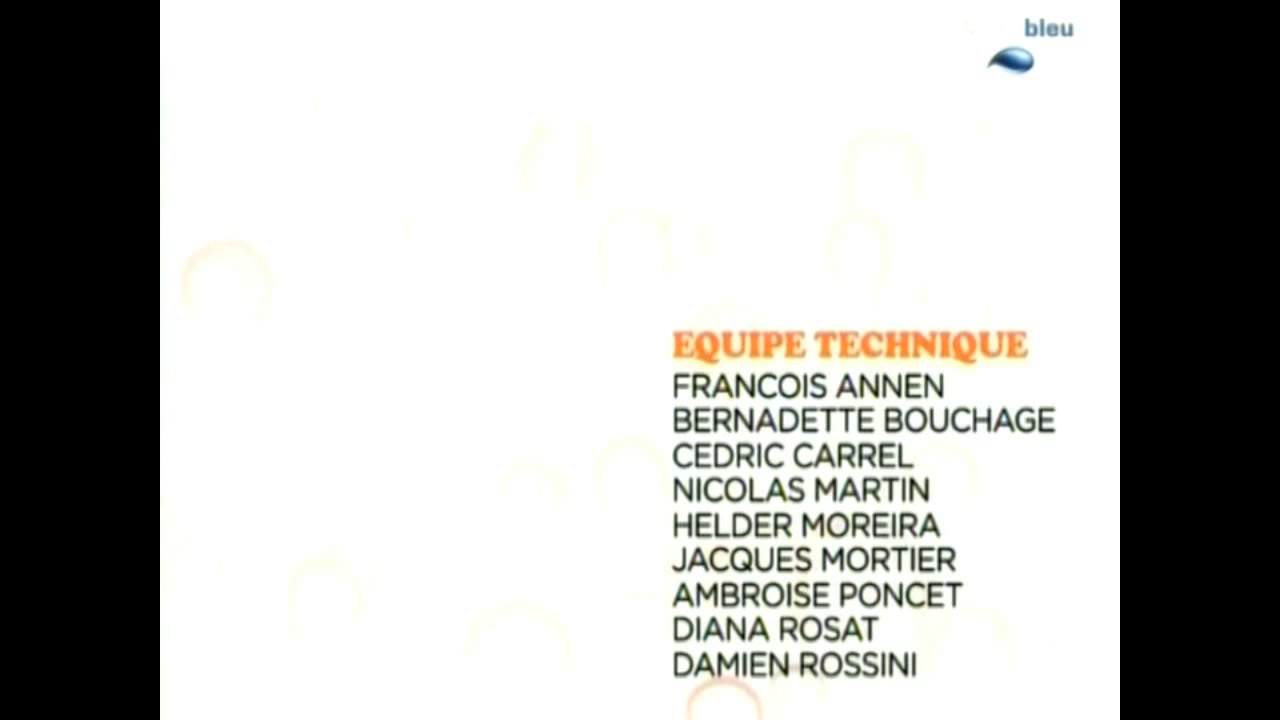 bleu
EQUIPE TECHNIQUE
FRANCOIS ANNEN
BERNADETTE BOUCHAGE
CEDRIC CARREL
NICOLAS MARTIN
HELDER MOREIRA
JACQUES MORTIER
AMBROISE PONCET
DIANA ROSAT
DAMIEN ROSSINI